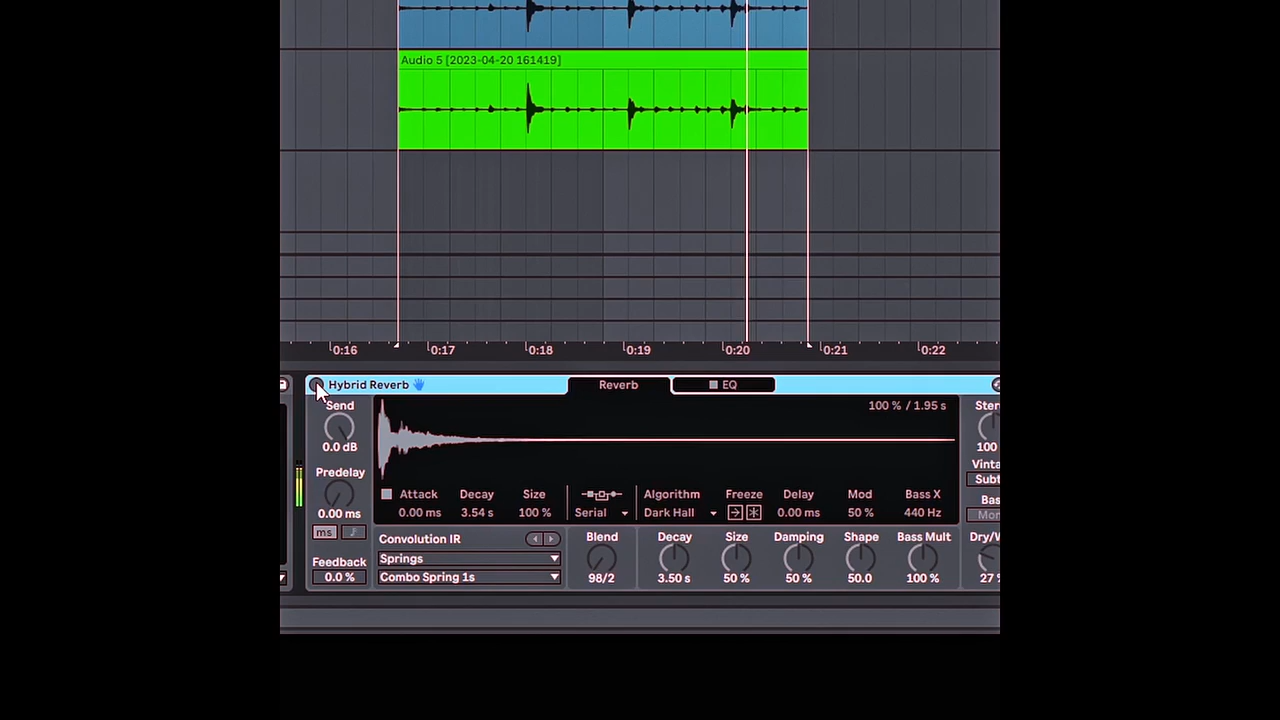 Audio 5 [2023-04-20 161419]
0:16 0:17 0:18 0:19 0:20 0:21 0:22
Hybrid Reverb Reverb EQ
Send
0.0 dB
Predelay
0.00 ms
ms
Feedback
0.0 %
100 % / 1.95 s
Attack Decay Size Algorithm Freeze Delay Mod Bass X
0.00 ms 3.54 s 100 % Serial Dark Hall 0.00 ms 50 % 440 Hz
Convolution IR
Springs
Combo Spring 1s
Blend Decay Size Damping Shape Bass Mult Dry/W
98/2 3.50 s 50 % 50 % 50.0 100 % 27 %
Ster
100
Vinta
Subt
Bas
Mon